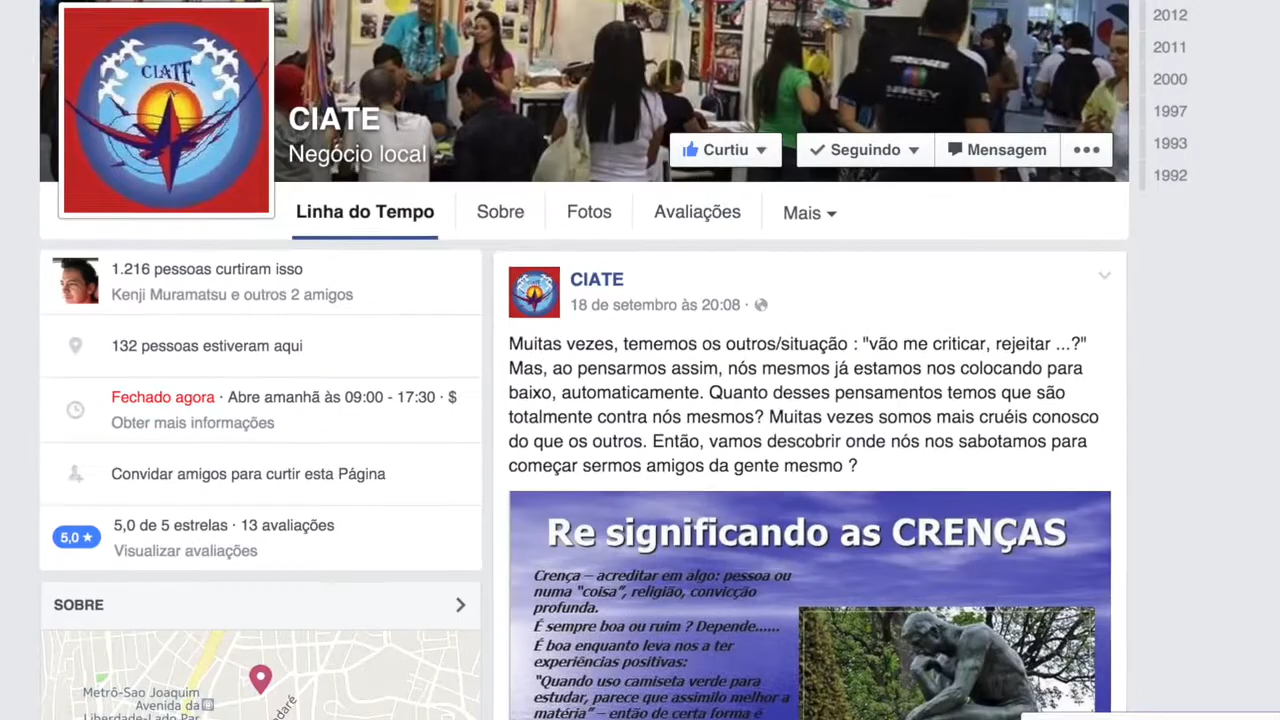 CIATE
CIATE
Negócio local
Curtiu
Seguindo
Mensagem
2012
2011
2000
1997
1993
1992
Linha do Tempo
Sobre
Fotos
Avaliações
Mais
1.216 pessoas curtiram isso
Kenji Muramatsu e outros 2 amigos
132 pessoas estiveram aqui
Fechado agora · Abre amanhã às 09:00 - 17:30 · $
Obter mais informações
Convidar amigos para curtir esta Página
5,0 ★
5,0 de 5 estrelas · 13 avaliações
Visualizar avaliações
SOBRE
Metrô-Sao Joaquim
Avenida da
Liberdade-Lado Par
CIATE
18 de setembro às 20:08 ·
Muitas vezes, tememos os outros/situação : "vão me criticar, rejeitar ...?"
Mas, ao pensarmos assim, nós mesmos já estamos nos colocando para
baixo, automaticamente. Quanto desses pensamentos temos que são
totalmente contra nós mesmos? Muitas vezes somos mais cruéis conosco
do que os outros. Então, vamos descobrir onde nós nos sabotamos para
começar sermos amigos da gente mesmo ?
Re significando as CRENÇAS
Crença – acreditar em algo: pessoa ou
numa "coisa", religião, convicção
profunda.
É sempre boa ou ruim ? Depende......
É boa enquanto leva nos a ter
experiências positivas:
"Quando uso camiseta verde para
estudar, parece que assimilo melhor a
matéria" – então de certa forma é